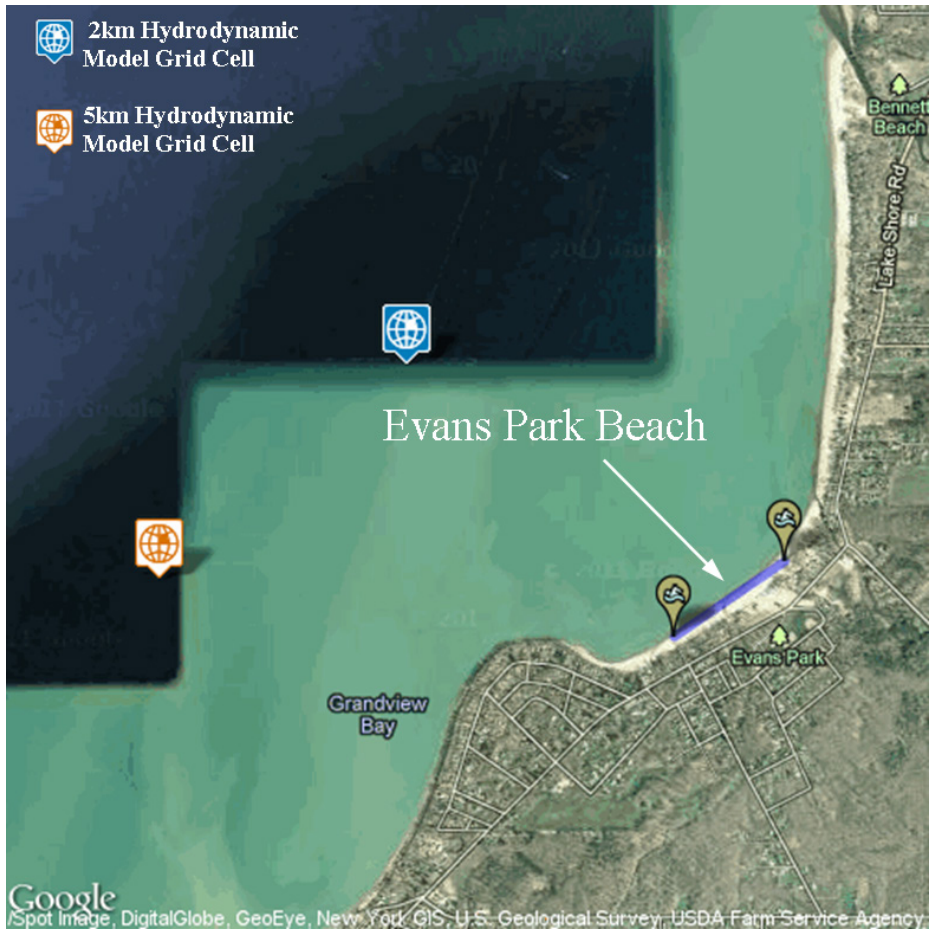 2km Hydrodynamic
Model Grid Cell
5km Hydrodynamic
Model Grid Cell
Bennett
Beach
Lake Shore Rd
Evans Park Beach
Evans Park
Grandview
Bay
Google
/Spot Image, DigitalGlobe, GeoEye, New York GIS, U.S. Geological Survey, USDA Farm Service Agency